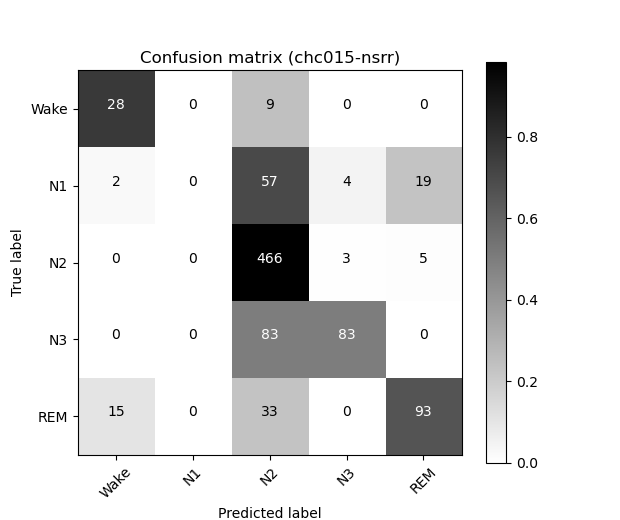 Confusion matrix (chc015-nsrr)
Wake 28 0 9 0 0
N1 2 0 57 4 19
N2 0 0 466 3 5
N3 0 0 83 83 0
REM 15 0 33 0 93
Wake N1 N2 N3 REM
True label
Predicted label
0.8
0.6
0.4
0.2
0.0